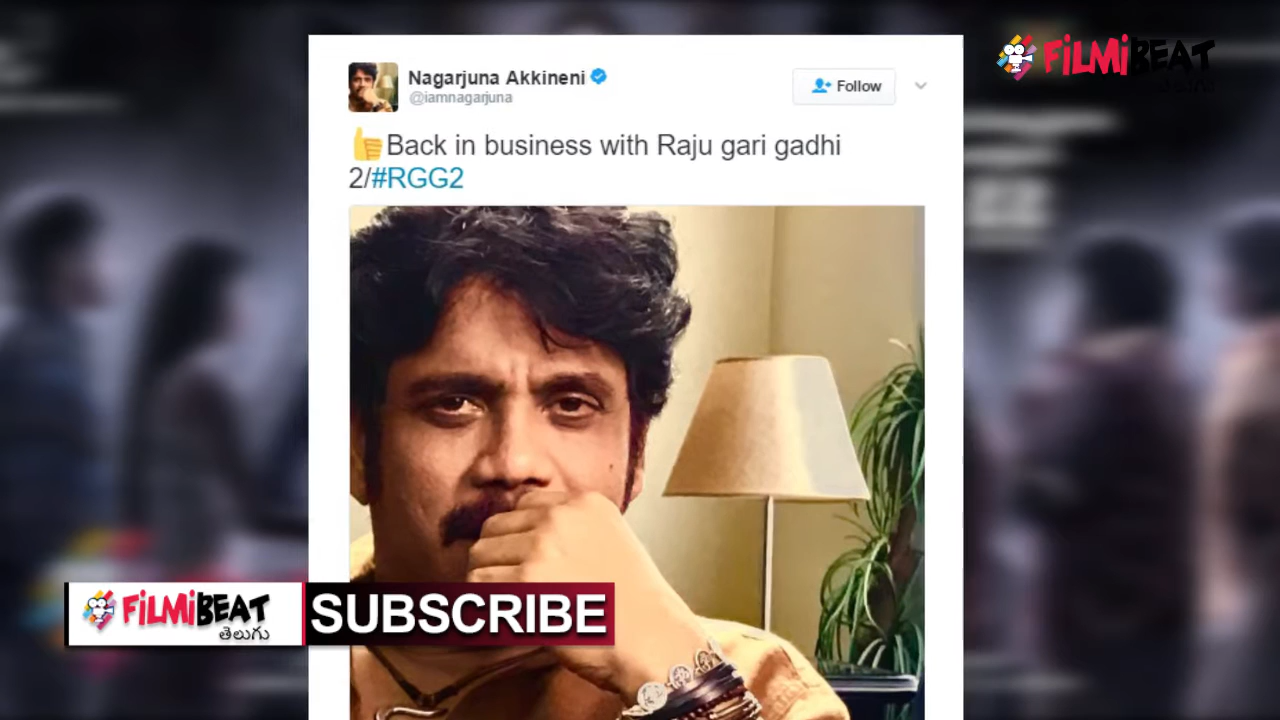 FiLMiBEAT
తెలుగు
Nagarjuna Akkineni
@iamnagarjuna
Follow
👍Back in business with Raju gari gadhi
2/#RGG2
FiLMiBEAT
తెలుగు
SUBSCRIBE